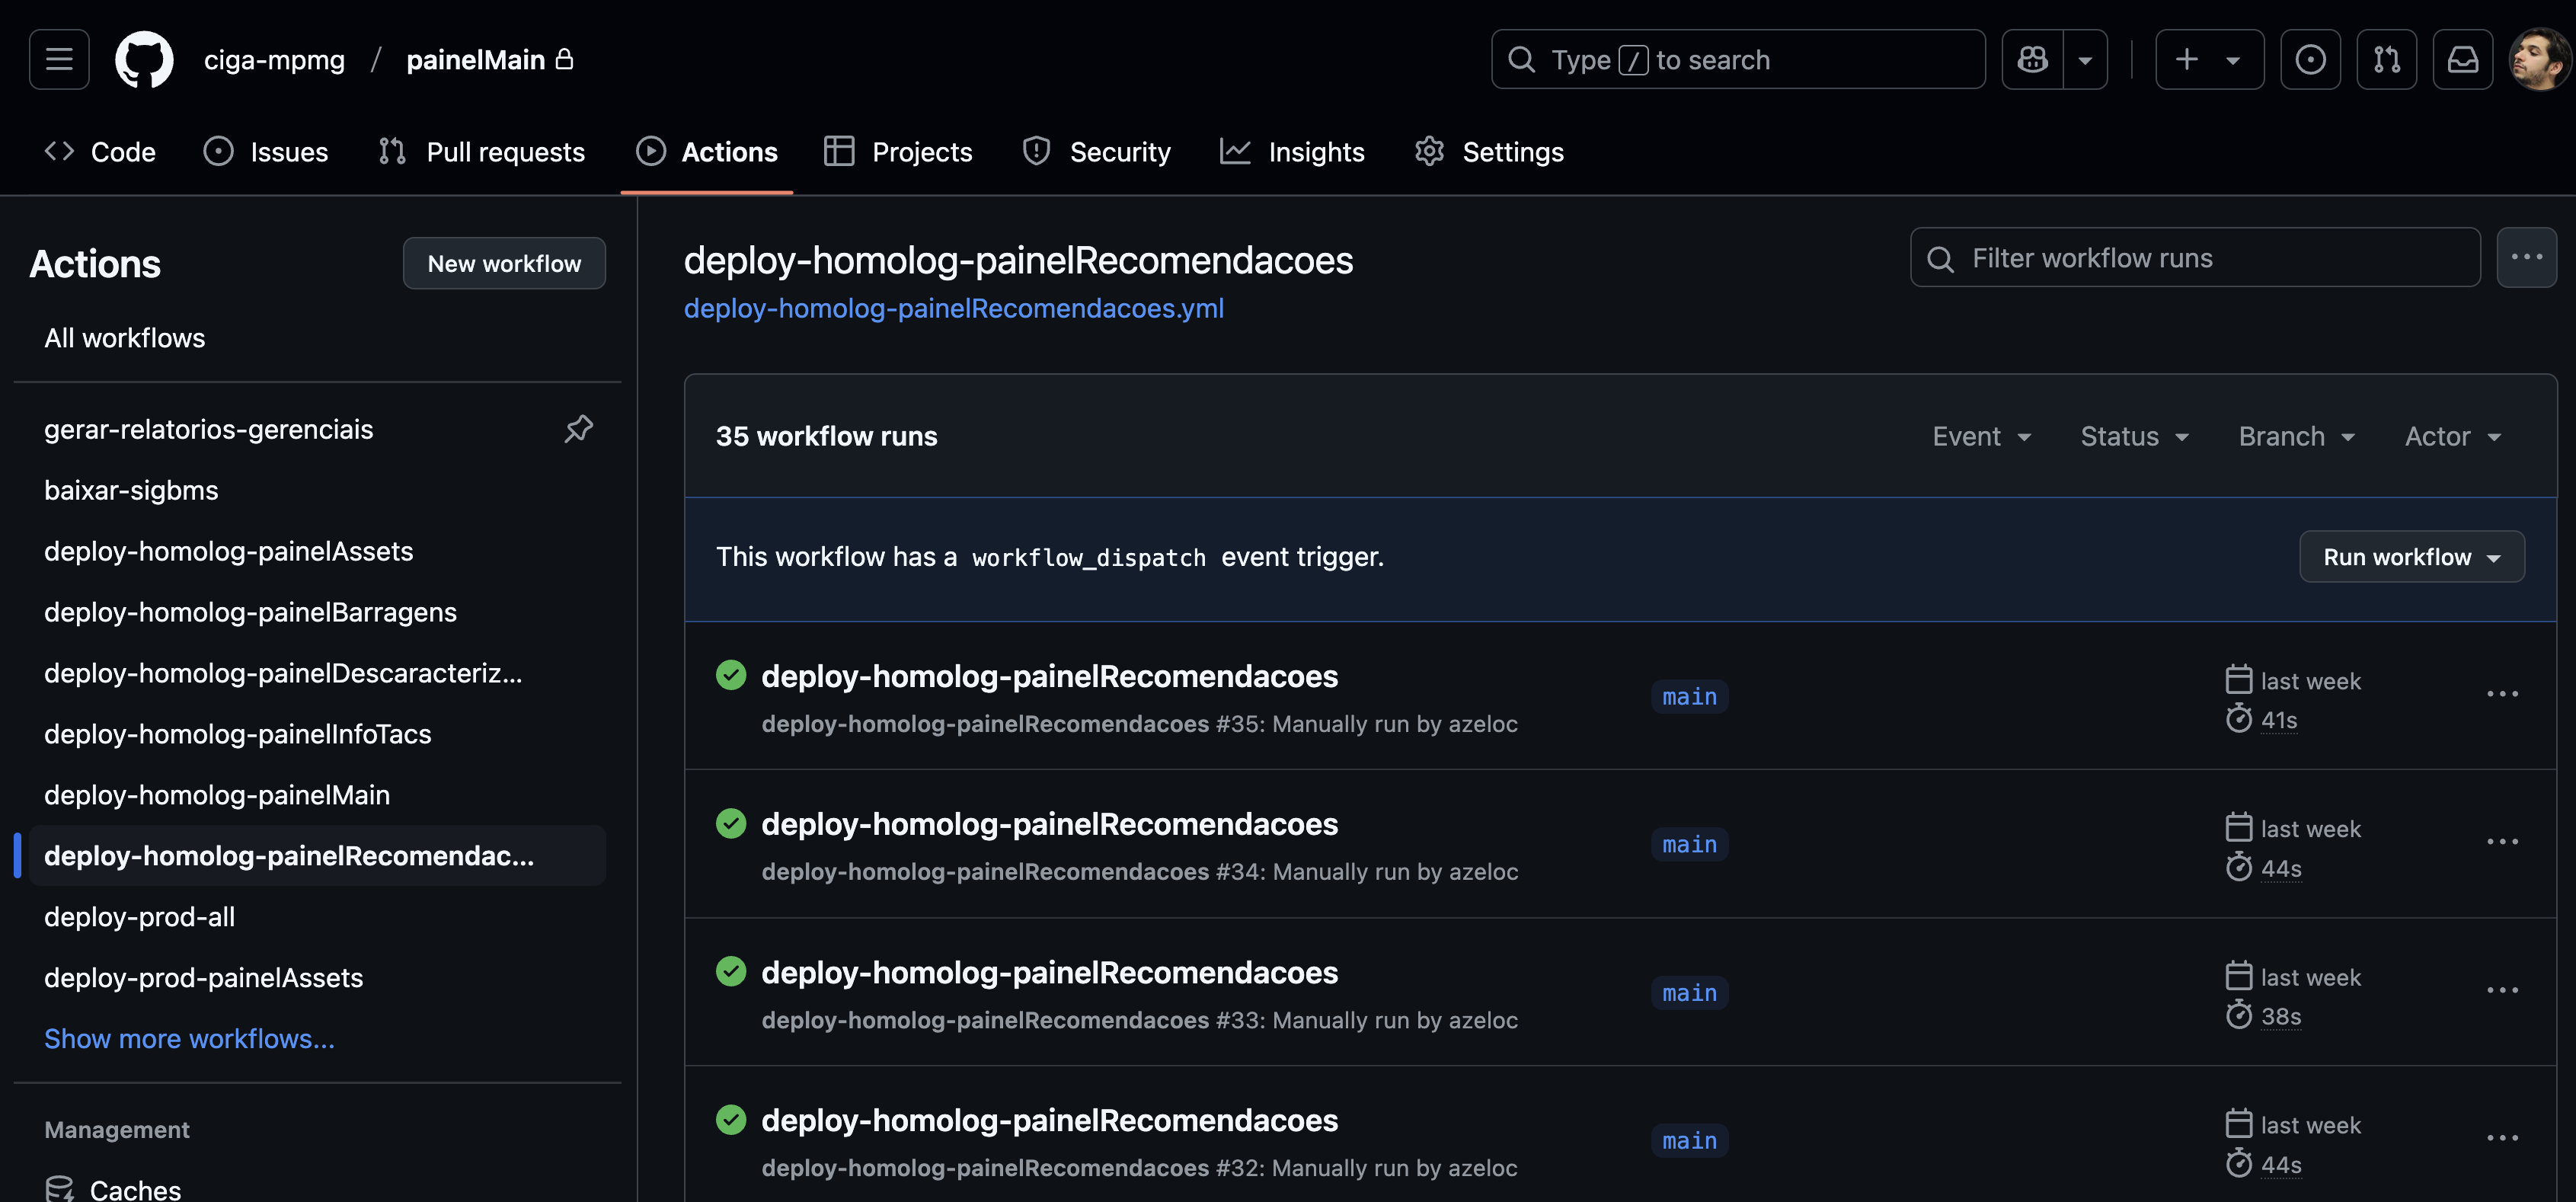 ciga-mpmg / painelMain
Type / to search
Code Issues Pull requests Actions Projects Security Insights Settings
Actions
New workflow
All workflows
gerar-relatorios-gerenciais
baixar-sigbms
deploy-homolog-painelAssets
deploy-homolog-painelBarragens
deploy-homolog-painelDescaracteriz...
deploy-homolog-painelInfoTacs
deploy-homolog-painelMain
deploy-homolog-painelRecomendac...
deploy-prod-all
deploy-prod-painelAssets
Show more workflows...
Management
Caches
deploy-homolog-painelRecomendacoes
deploy-homolog-painelRecomendacoes.yml
Filter workflow runs
35 workflow runs
Event Status Branch Actor
This workflow has a workflow_dispatch event trigger.
Run workflow
deploy-homolog-painelRecomendacoes
deploy-homolog-painelRecomendacoes #35: Manually run by azeloc
main
last week
41s
deploy-homolog-painelRecomendacoes
deploy-homolog-painelRecomendacoes #34: Manually run by azeloc
main
last week
44s
deploy-homolog-painelRecomendacoes
deploy-homolog-painelRecomendacoes #33: Manually run by azeloc
main
last week
38s
deploy-homolog-painelRecomendacoes
deploy-homolog-painelRecomendacoes #32: Manually run by azeloc
main
last week
44s